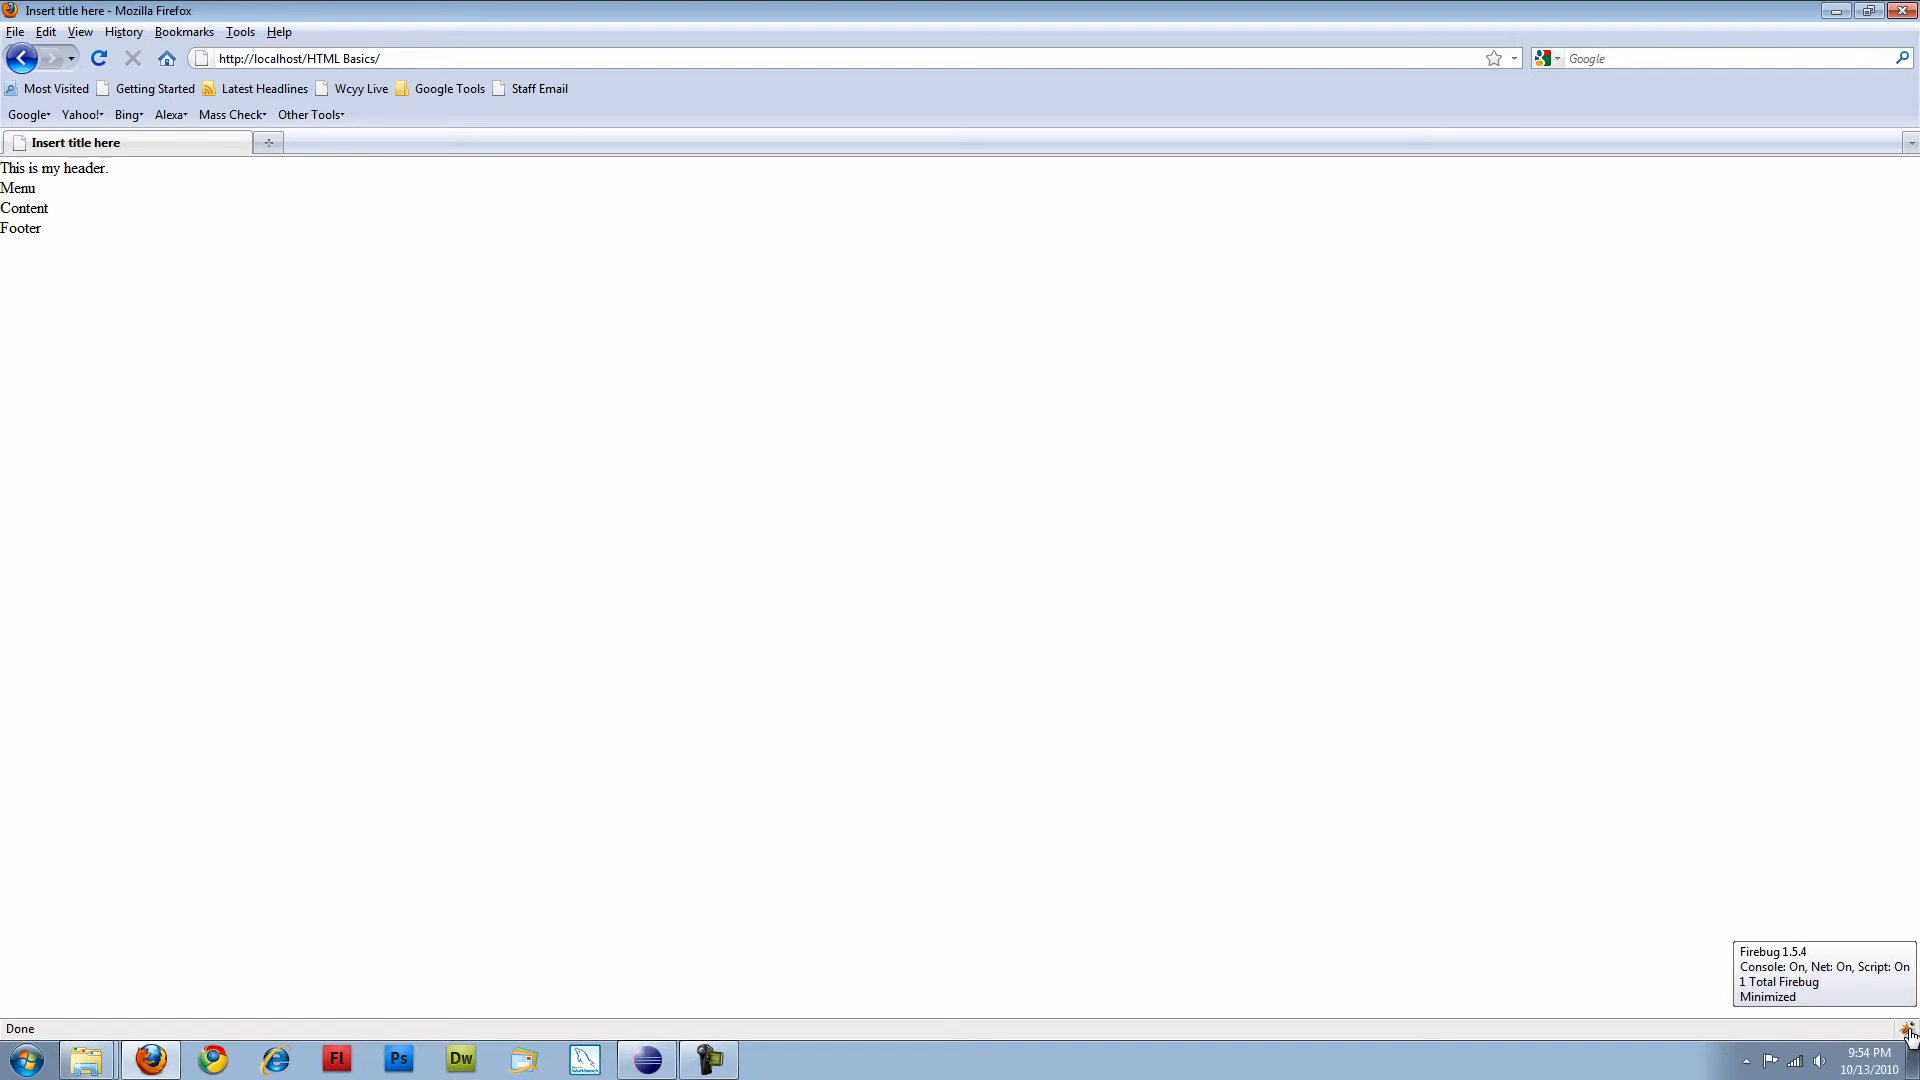 Insert title here - Mozilla Firefox
File Edit View History Bookmarks Tools Help
http://localhost/HTML Basics/
Google
Most Visited Getting Started Latest Headlines Wcyy Live Google Tools Staff Email
Google Yahoo! Bing Alexa Mass Check Other Tools
Insert title here
This is my header.
Menu
Content
Footer
Firebug 1.5.4
Console: On, Net: On, Script: On
1 Total Firebug
Minimized
Done
Fl Ps Dw
Workbench
9:54 PM
10/13/2010